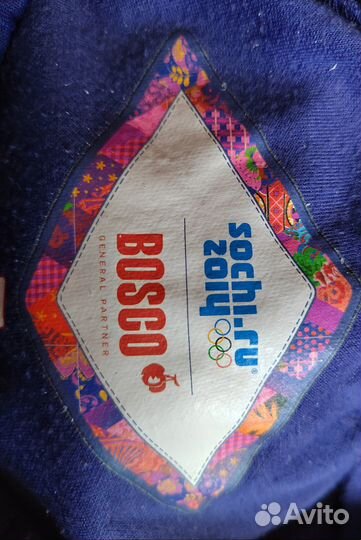 sochi.ru
2014
®
BOSCO
GENERAL PARTNER
Avito